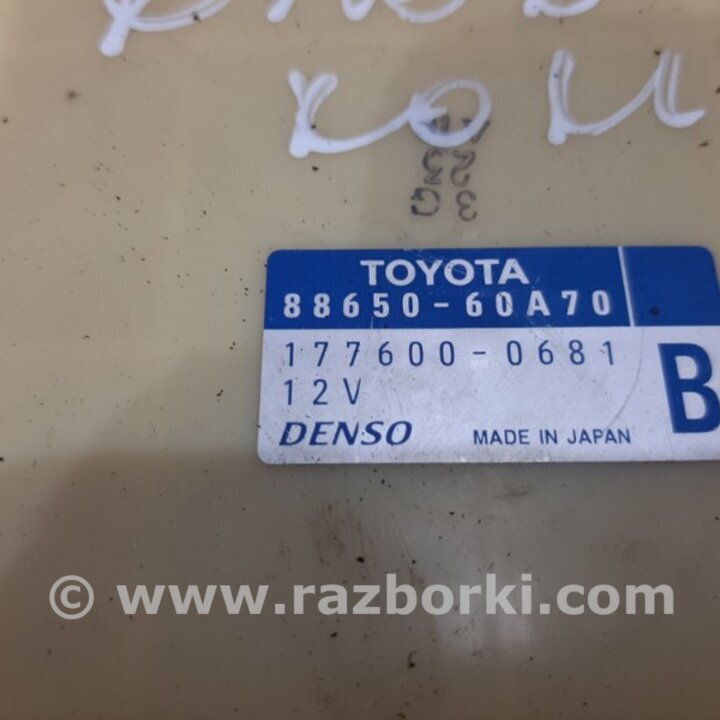 TOYOTA
88650-60A70
177600-0681
12V
B
DENSO
MADE IN JAPAN
© www.razborki.com